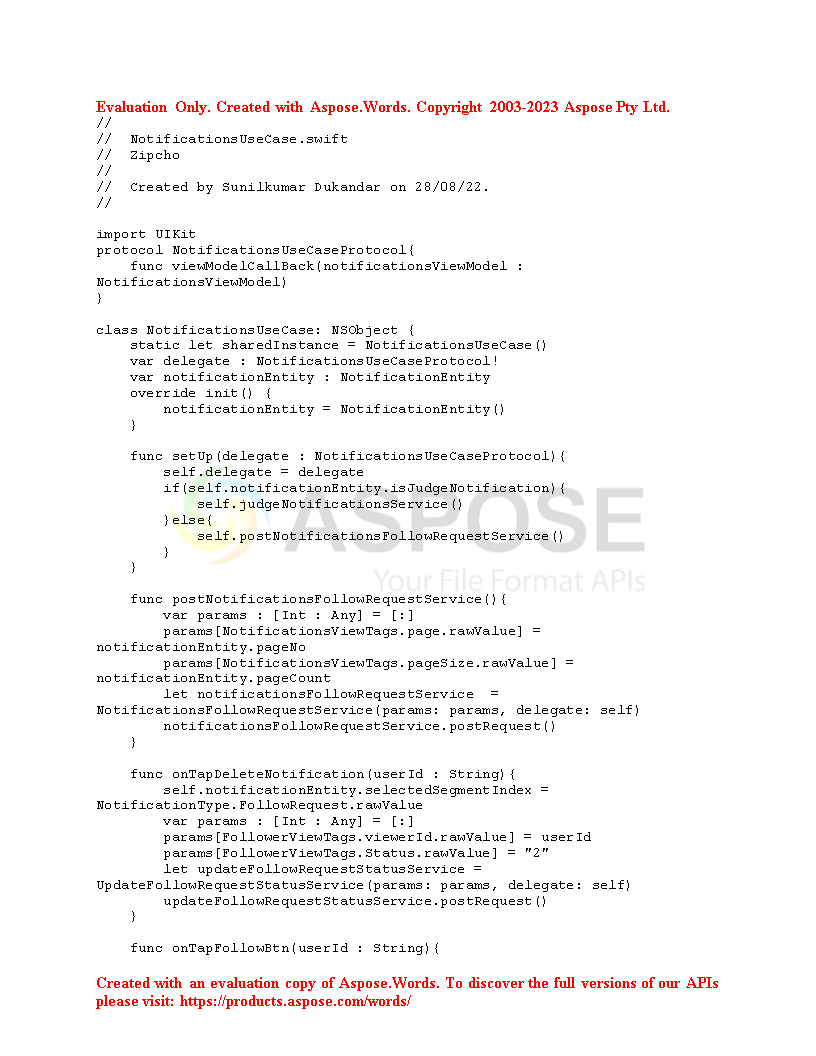 Evaluation Only. Created with Aspose.Words. Copyright 2003-2023 Aspose Pty Ltd.
//
//  NotificationsUseCase.swift
//  Zipcho
//
//  Created by Sunilkumar Dukandar on 28/08/22.
//
import UIKit
protocol NotificationsUseCaseProtocol{
    func viewModelCallBack(notificationsViewModel :
NotificationsViewModel)
}
class NotificationsUseCase: NSObject {
    static let sharedInstance = NotificationsUseCase()
    var delegate : NotificationsUseCaseProtocol!
    var notificationEntity : NotificationEntity
    override init() {
        notificationEntity = NotificationEntity()
    }
    func setUp(delegate : NotificationsUseCaseProtocol){
        self.delegate = delegate
        if(self.notificationEntity.isJudgeNotification){
            self.judgeNotificationsService()
        }else{
            self.postNotificationsFollowRequestService()
        }
    }
ASPOSE
Your File Format APIs
    func postNotificationsFollowRequestService(){
        var params : [Int : Any] = [:]
        params[NotificationsViewTags.page.rawValue] =
notificationEntity.pageNo
        params[NotificationsViewTags.pageSize.rawValue] =
notificationEntity.pageCount
        let notificationsFollowRequestService  =
NotificationsFollowRequestService(params: params, delegate: self)
        notificationsFollowRequestService.postRequest()
    }
    func onTapDeleteNotification(userId : String){
        self.notificationEntity.selectedSegmentIndex =
NotificationType.FollowRequest.rawValue
        var params : [Int : Any] = [:]
        params[FollowerViewTags.viewerId.rawValue] = userId
        params[FollowerViewTags.Status.rawValue] = "2"
        let updateFollowRequestStatusService =
UpdateFollowRequestStatusService(params: params, delegate: self)
        updateFollowRequestStatusService.postRequest()
    }
    func onTapFollowBtn(userId : String){
Created with an evaluation copy of Aspose.Words. To discover the full versions of our APIs
please visit: https://products.aspose.com/words/